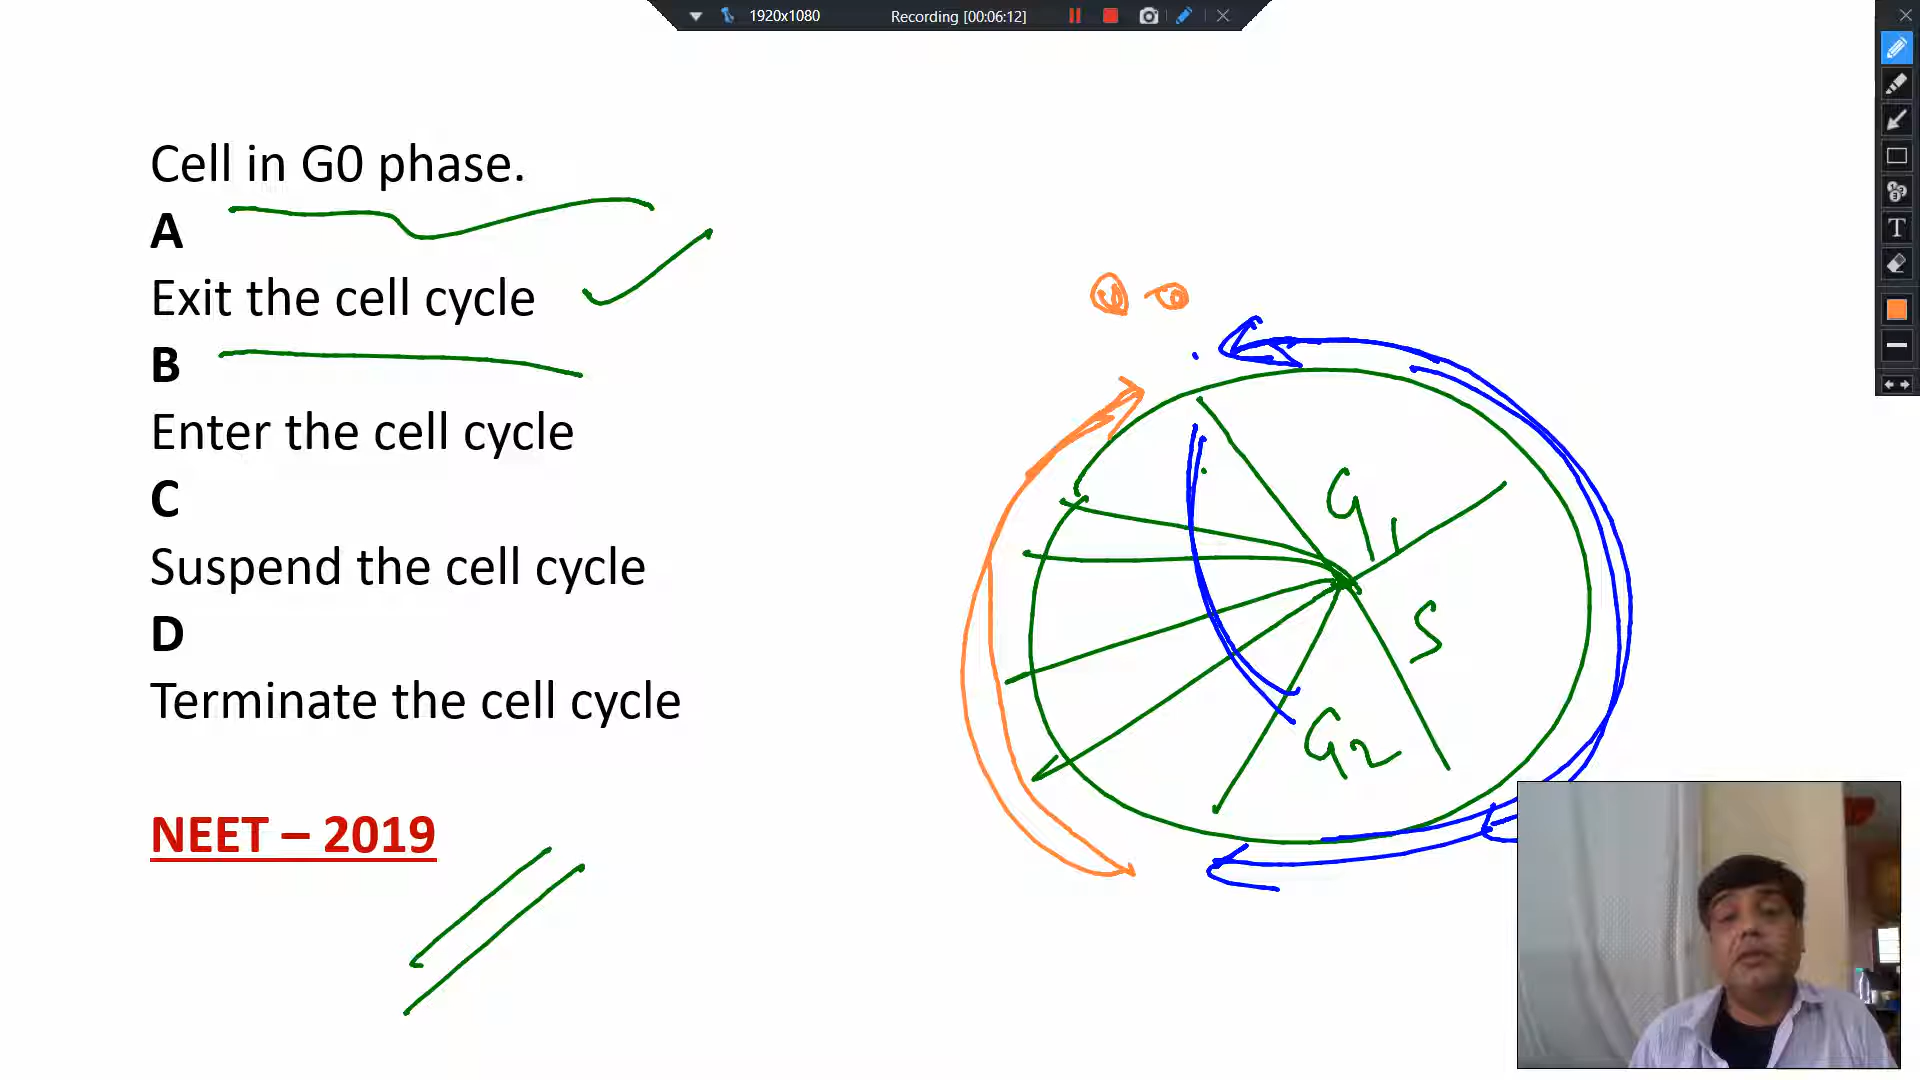 1920x1080 Recording [00:06:12]
Cell in G0 phase.
A
Exit the cell cycle
B
Enter the cell cycle
C
Suspend the cell cycle
D
Terminate the cell cycle
NEET – 2019
G1
S
G2
T